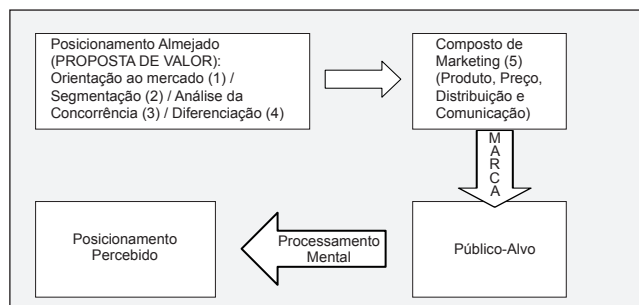 Posicionamento Almejado
(PROPOSTA DE VALOR):
Orientação ao mercado (1) /
Segmentação (2) / Análise da
Concorrência (3) / Diferenciação (4)
Composto de
Marketing (5)
(Produto, Preço,
Distribuição e
Comunicação)
MARCA
Posicionamento
Percebido
Processamento
Mental
Público-Alvo